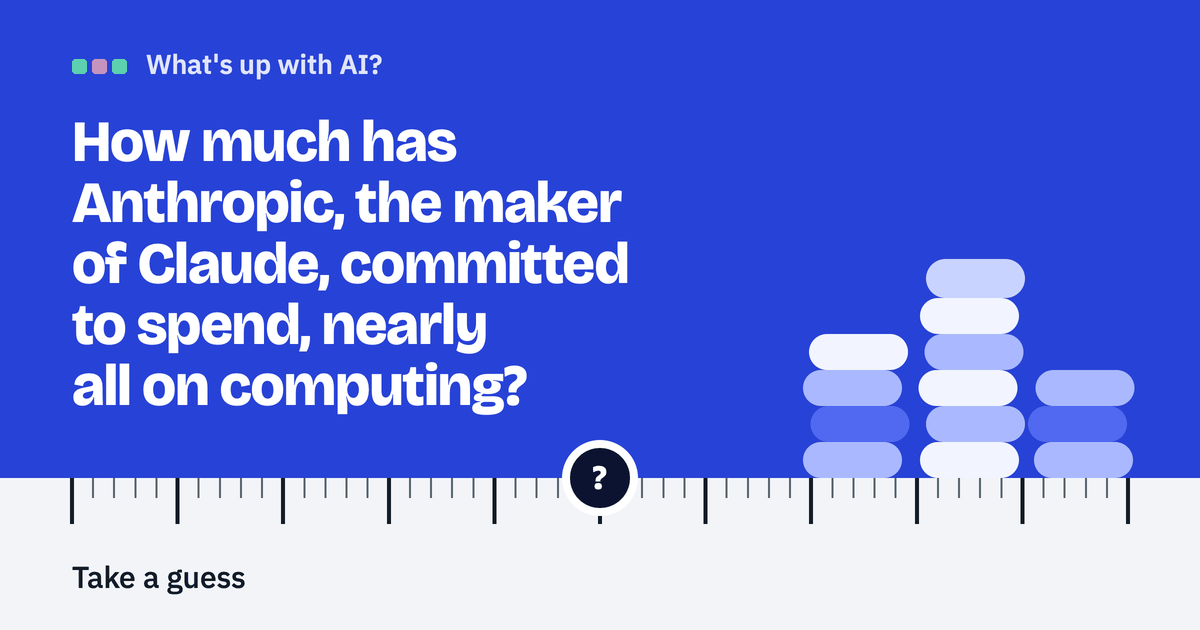 What's up with AI?
How much has
Anthropic, the maker
of Claude, committed
to spend, nearly
all on computing?
?
Take a guess